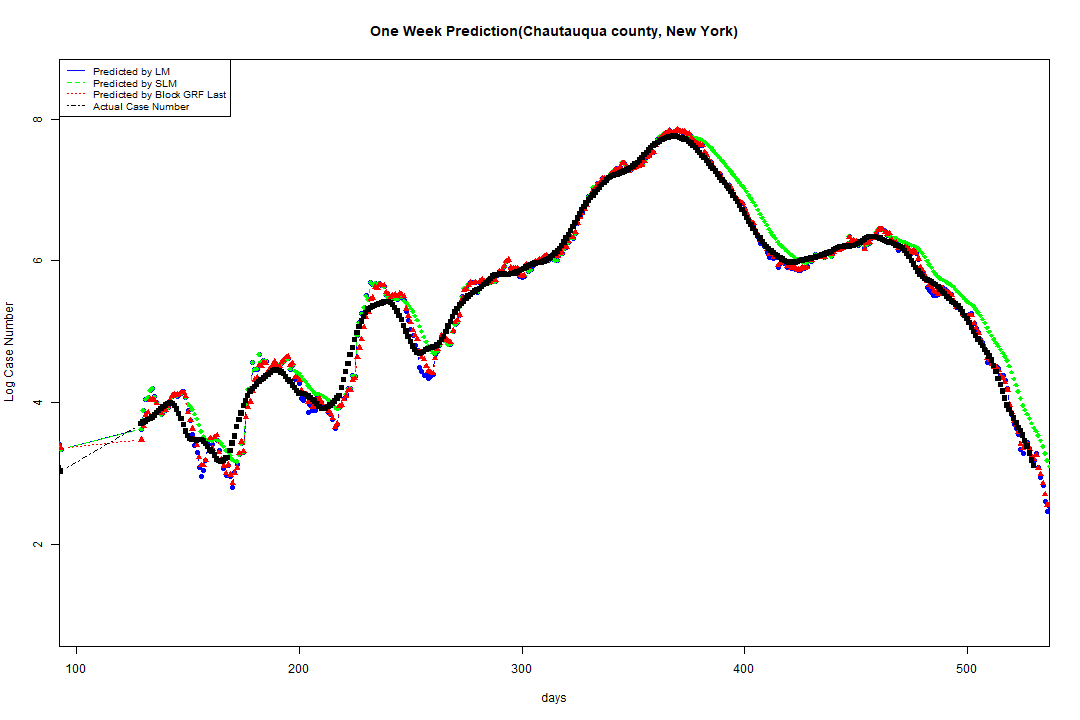 One Week Prediction(Chautauqua county, New York)
Predicted by LM
Predicted by SLM
Predicted by Block GRF Last
Actual Case Number
8
6
4
2
Log Case Number
100 200 300 400 500
days